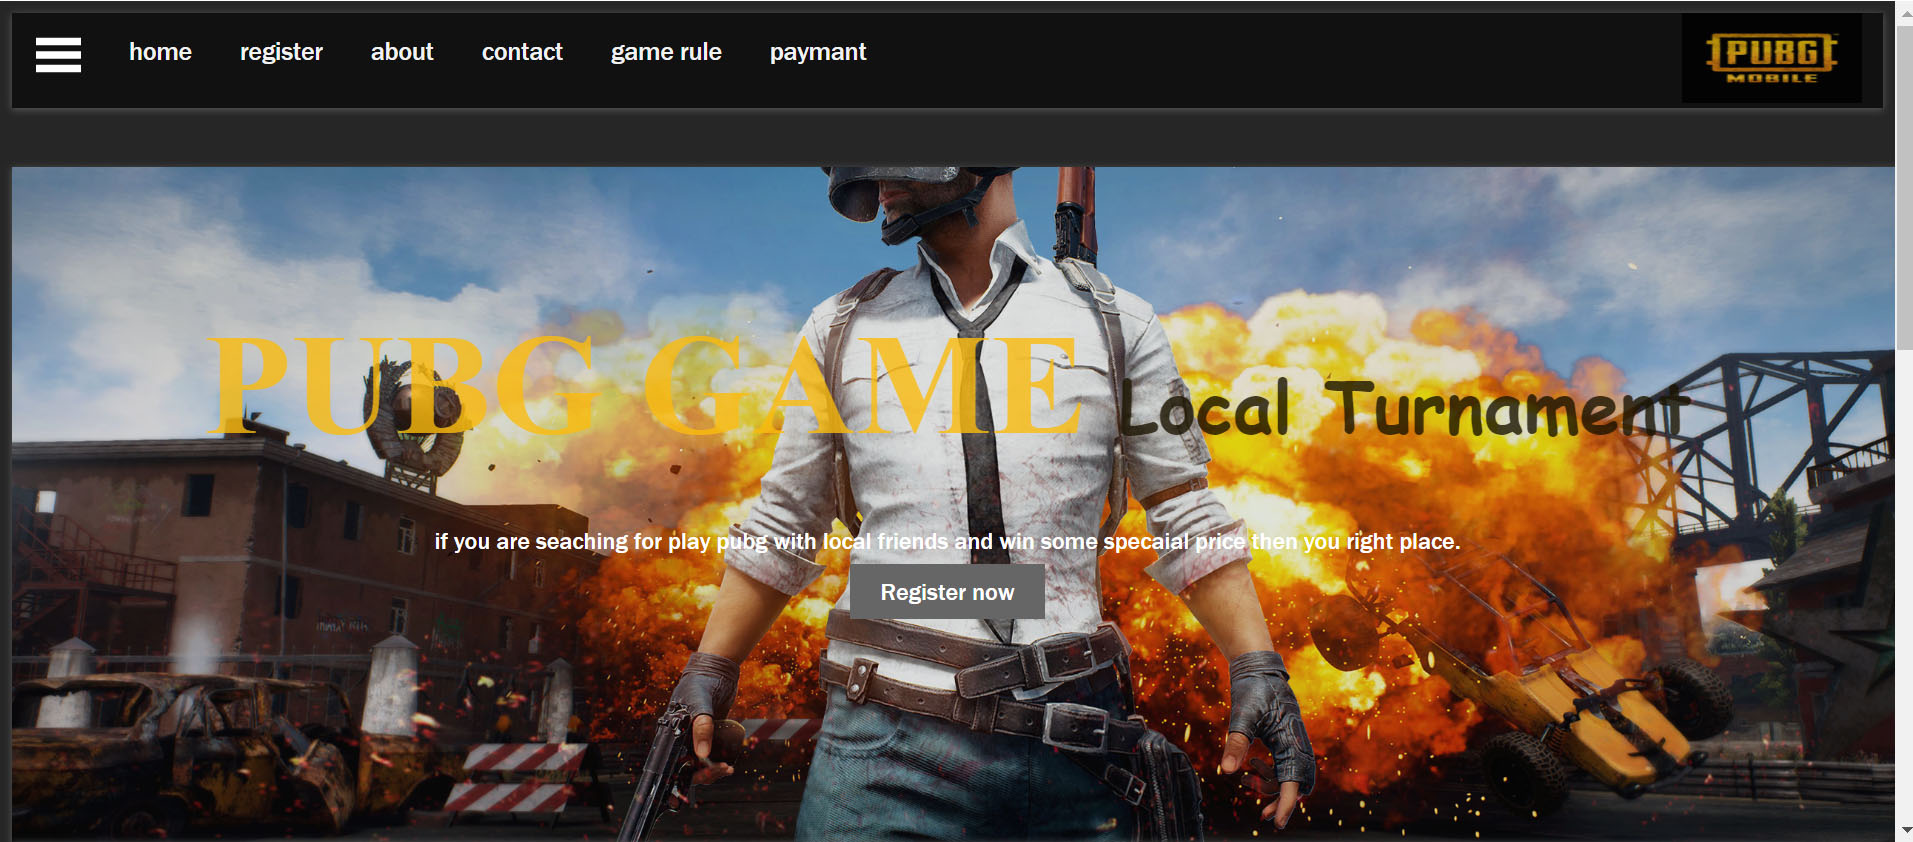 home register about contact game rule paymant
PUBG
MOBILE
PUBG GAME Local Turnament
if you are seaching for play pubg with local friends and win some specaial price then you right place.
Register now